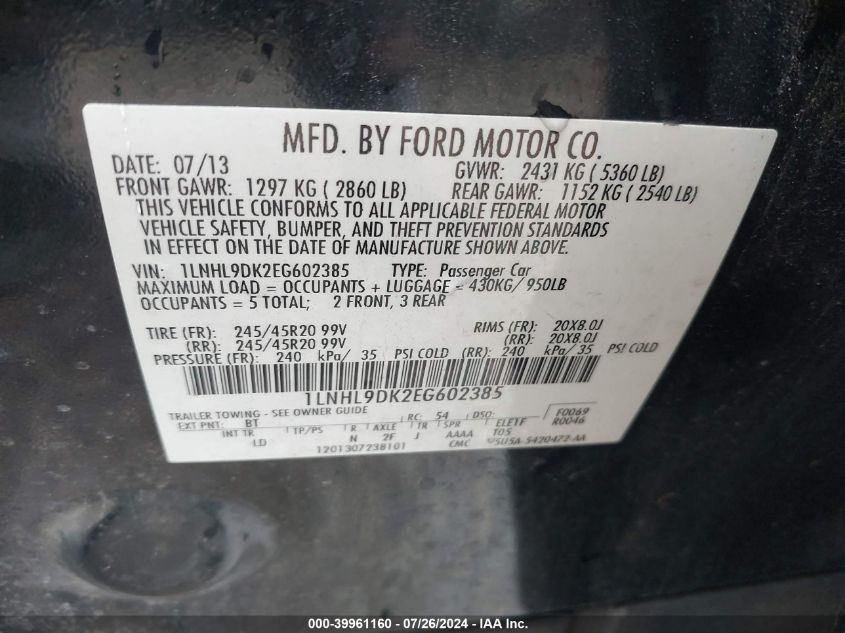 MFD. BY FORD MOTOR CO.
DATE: 07/13 GVWR: 2431 KG ( 5360 LB)
FRONT GAWR: 1297 KG ( 2860 LB) REAR GAWR: 1152 KG ( 2540 LB)
THIS VEHICLE CONFORMS TO ALL APPLICABLE FEDERAL MOTOR
VEHICLE SAFETY, BUMPER, AND THEFT PREVENTION STANDARDS
IN EFFECT ON THE DATE OF MANUFACTURE SHOWN ABOVE.
VIN: 1LNHL9DK2EG602385 TYPE: Passenger Car
MAXIMUM LOAD = OCCUPANTS + LUGGAGE = 430KG/ 950LB
OCCUPANTS = 5 TOTAL; 2 FRONT, 3 REAR
TIRE (FR): 245/45R20 99V RIMS (FR): 20X8.0J
(RR): 245/45R20 99V (RR): 20X8.0J
PRESSURE (FR): 240 kPa/ 35 PSI COLD (RR): 240 kPa/ 35 PSI COLD
1LNHL9DK2EG602385
TRAILER TOWING - SEE OWNER GUIDE
EXT PNT: BT RC: 54 DSO: F0069
R0046
INT TR TP/PS R AXLE TR SPR ELETF
LD N 2F J AAAA T05
1201307238101 CMC 5U5A-5420472-AA
000-39961160 - 07/26/2024 - IAAI, Inc.